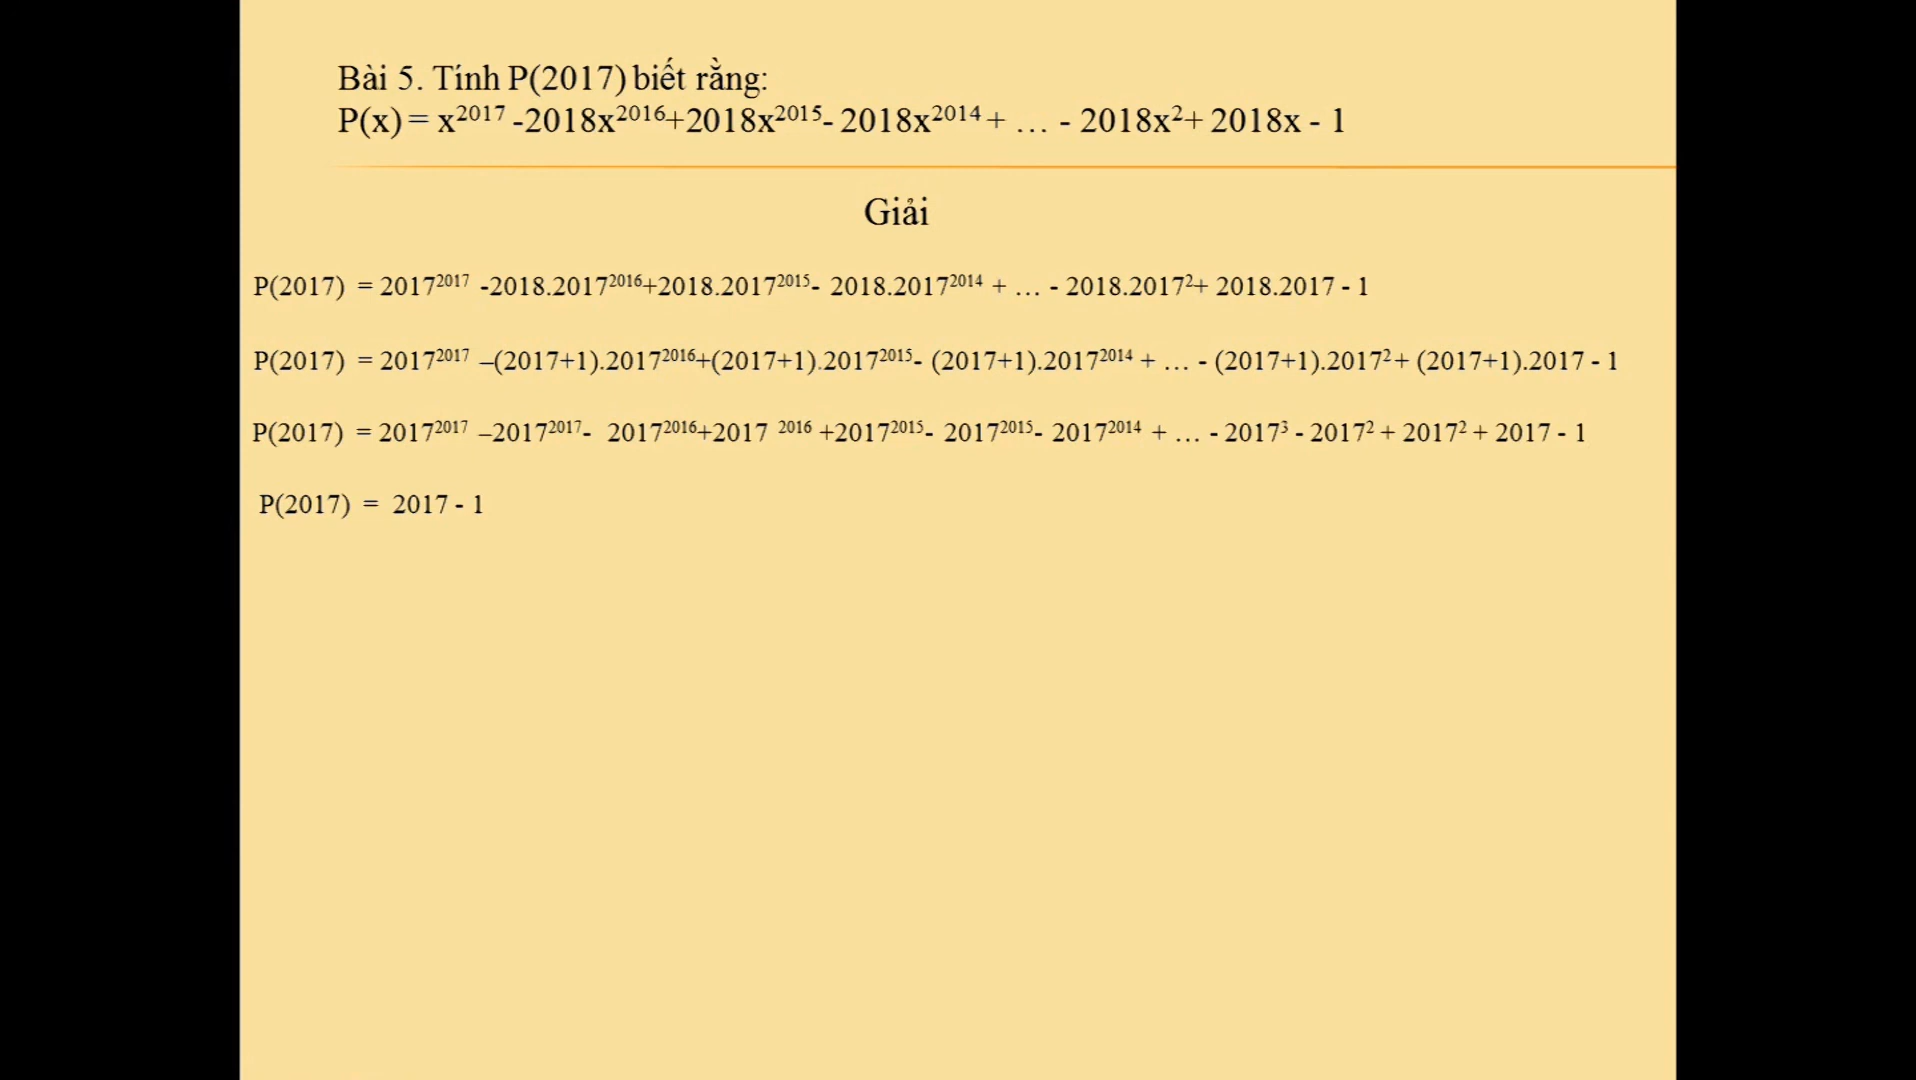 Bài 5. Tính P(2017) biết rằng:
P(x) = x²⁰¹⁷ -2018x²⁰¹⁶+2018x²⁰¹⁵- 2018x²⁰¹⁴ + … - 2018x²+ 2018x - 1
Giải
P(2017) = 2017²⁰¹⁷ -2018.2017²⁰¹⁶+2018.2017²⁰¹⁵- 2018.2017²⁰¹⁴ + … - 2018.2017²+ 2018.2017 - 1
P(2017) = 2017²⁰¹⁷ –(2017+1).2017²⁰¹⁶+(2017+1).2017²⁰¹⁵- (2017+1).2017²⁰¹⁴ + … - (2017+1).2017² + (2017+1).2017 - 1
P(2017) = 2017²⁰¹⁷ –2017²⁰¹⁷- 2017²⁰¹⁶+2017 ²⁰¹⁶ +2017²⁰¹⁵- 2017²⁰¹⁵- 2017²⁰¹⁴ + … - 2017³ - 2017² + 2017² + 2017 - 1
P(2017) = 2017 - 1